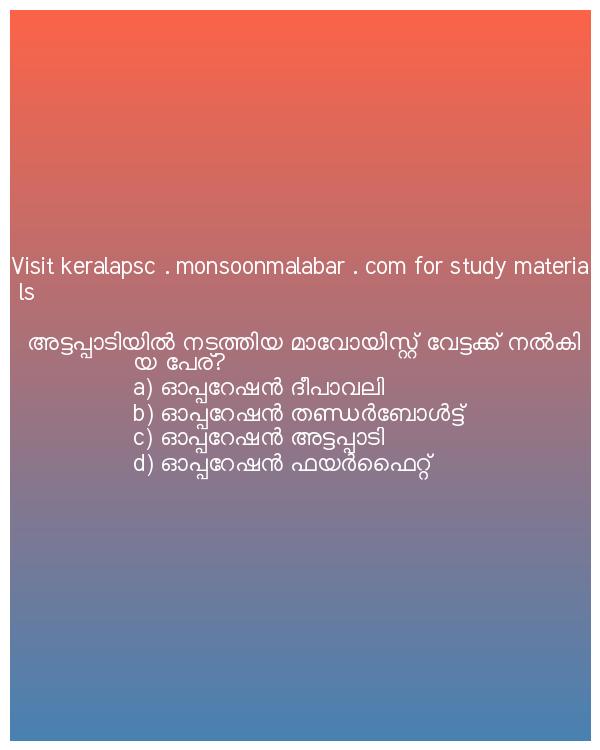 Visit keralapsc . monsoonmalabar . com for study materia
ls
അട്ടപ്പാടിയിൽ നടത്തിയ മാവോയിസ്റ്റ് വേട്ടക്ക് നൽകി
യ പേര്?
a) ഓപ്പറേഷൻ ദീപാവലി
b) ഓപ്പറേഷൻ തണ്ടർബോൾട്ട്
c) ഓപ്പറേഷൻ അട്ടപ്പാടി
d) ഓപ്പറേഷൻ ഫയർഫൈറ്റ്